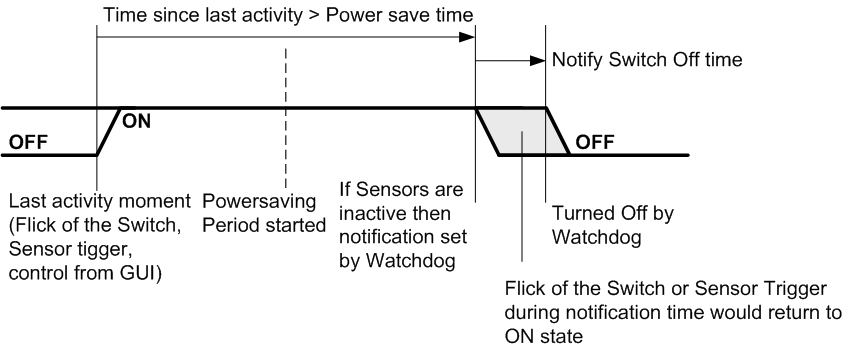 Time since last activity > Power save time
Notify Switch Off time
ON
OFF
OFF
Last activity moment
(Flick of the Switch,
Sensor tigger,
control from GUI)
Powersaving
Period started
If Sensors are
inactive then
notification set
by Watchdog
Turned Off by
Watchdog
Flick of the Switch or Sensor Trigger
during notification time would return to
ON state